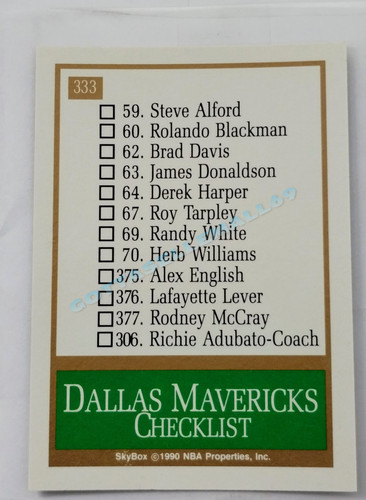 333
59. Steve Alford
60. Rolando Blackman
62. Brad Davis
63. James Donaldson
64. Derek Harper
67. Roy Tarpley
69. Randy White
70. Herb Williams
375. Alex English
376. Lafayette Lever
377. Rodney McCray
306. Richie Adubato-Coach
DALLAS MAVERICKS
CHECKLIST
SkyBox ©1990 NBA Properties, Inc.